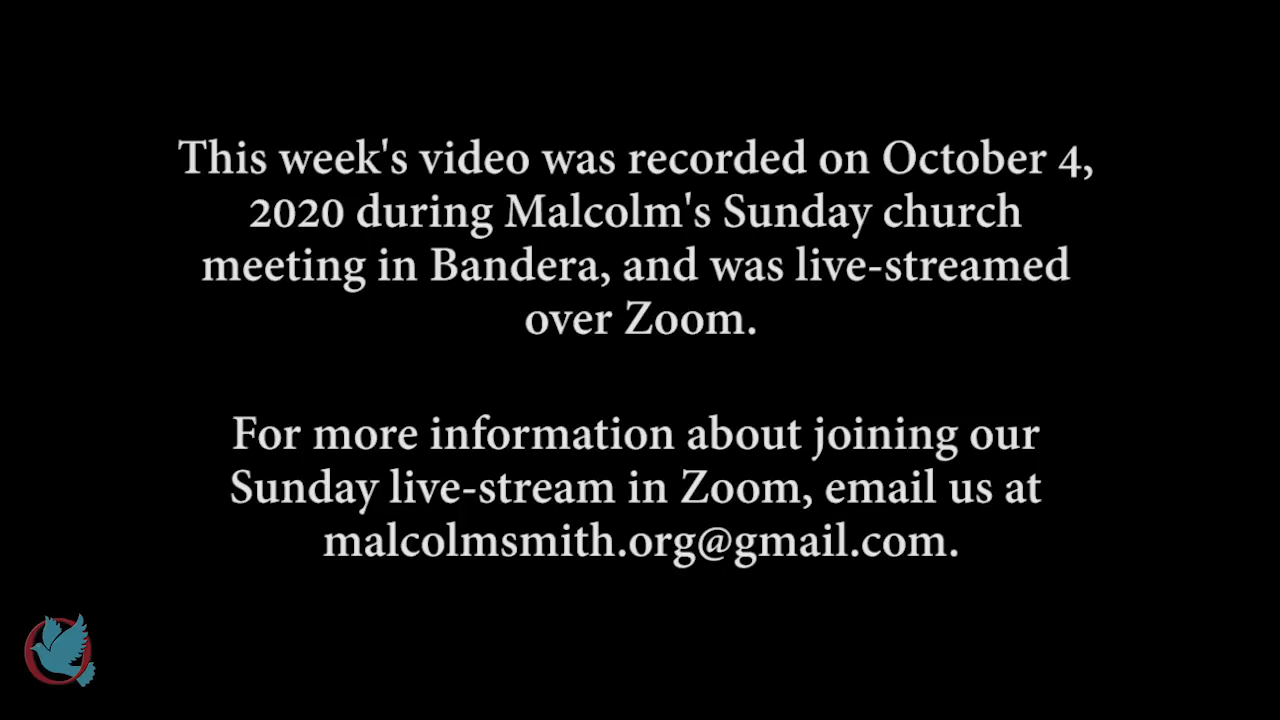 This week's video was recorded on October 4,
2020 during Malcolm's Sunday church
meeting in Bandera, and was live-streamed
over Zoom.
For more information about joining our
Sunday live-stream in Zoom, email us at
malcolmsmith.org@gmail.com.